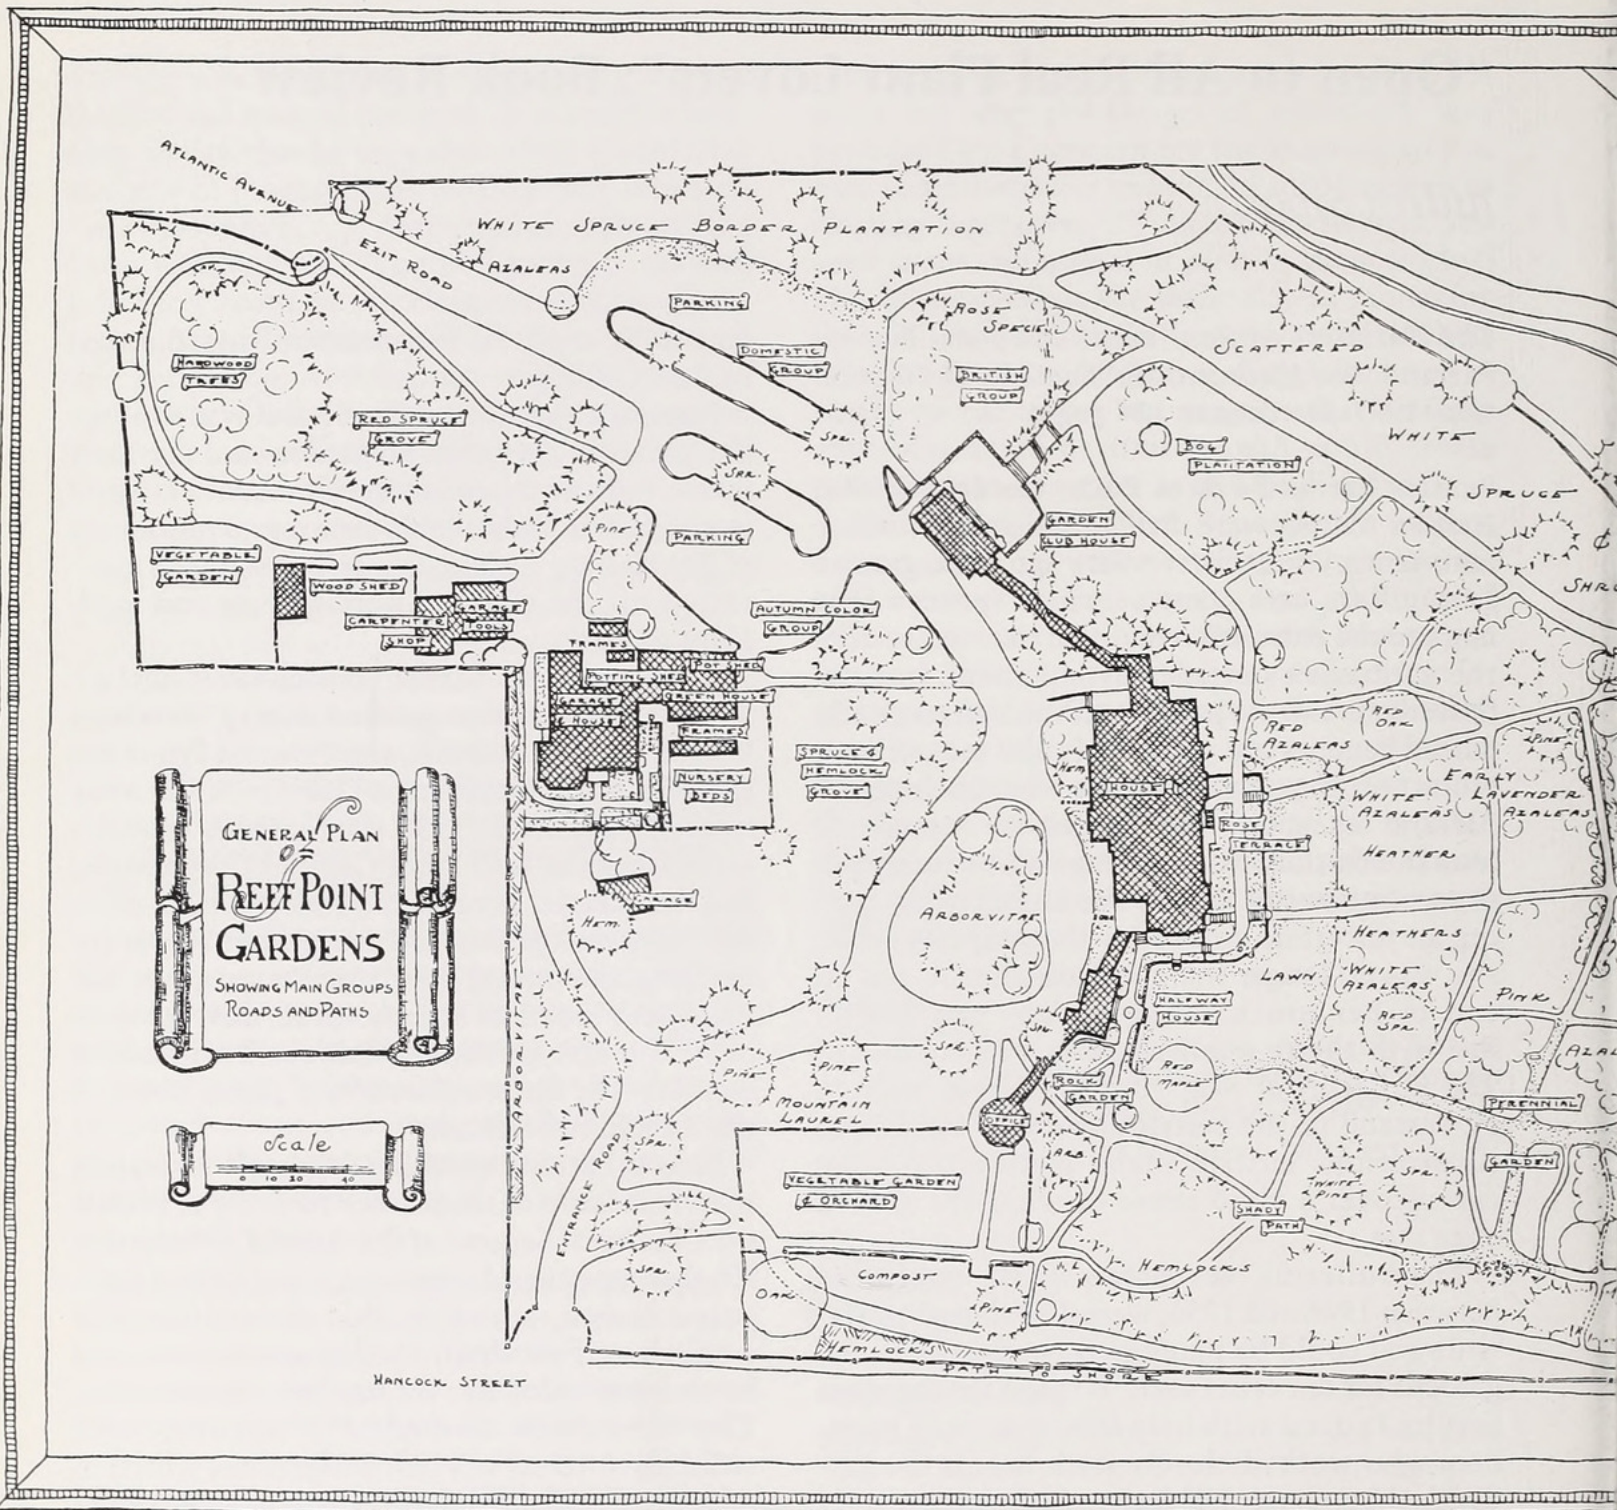 ATLANTIC AVENUE
WHITE SPRUCE BORDER PLANTATION
EXIT ROAD
AZALEAS
PARKING
ROSE
SPECIES
DOMESTIC
GROUP
BRITISH
GROUP
SCATTERED
WHITE
SPRUCE
&
SHRU
HARDWOOD
TREES
RED SPRUCE
GROVE
SPR.
SPR.
BOG
PLANTATION
PINE
PARKING
GARDEN
CLUB HOUSE
VEGETABLE
GARDEN
WOOD SHED
CARPENTER
SHOP
GARAGE
TOOLS
AUTUMN COLOR
GROUP
FRAMES
POT SHED
POTTING SHED
GREEN HOUSE
GARAGE
& HOUSE
FRAMES
NURSERY
BEDS
SPRUCE &
HEMLOCK
GROVE
HEM.
HOUSE
ROSE
TERRACE
RED
AZALEAS
RED
OAK
PINE
EARLY
LAVENDER
AZALEAS
WHITE
AZALEAS
HEATHER
GENERAL PLAN
OF
REEF POINT
GARDENS
SHOWING MAIN GROUPS
ROADS AND PATHS
GARAGE
HEM.
ARBORVITAE
ARBORVITAE
HEATHERS
LAWN
WHITE
AZALEAS
RED
SPR.
PINK
AZAL
HALFWAY
HOUSE
SPR.
SPR.
PINE
PINE
MOUNTAIN
LAUREL
OFFICE
ROCK
GARDEN
RED
MAPLE
PERENNIAL
GARDEN
ARB.
SPR.
WHITE
PINE
SPR.
Scale
0 10 20 40
ENTRANCE ROAD
VEGETABLE GARDEN
& ORCHARD
SHADY
PATH
HEMLOCKS
SPR.
OAK
COMPOST
PINE
HEMLOCKS
PATH TO SHORE
HANCOCK STREET